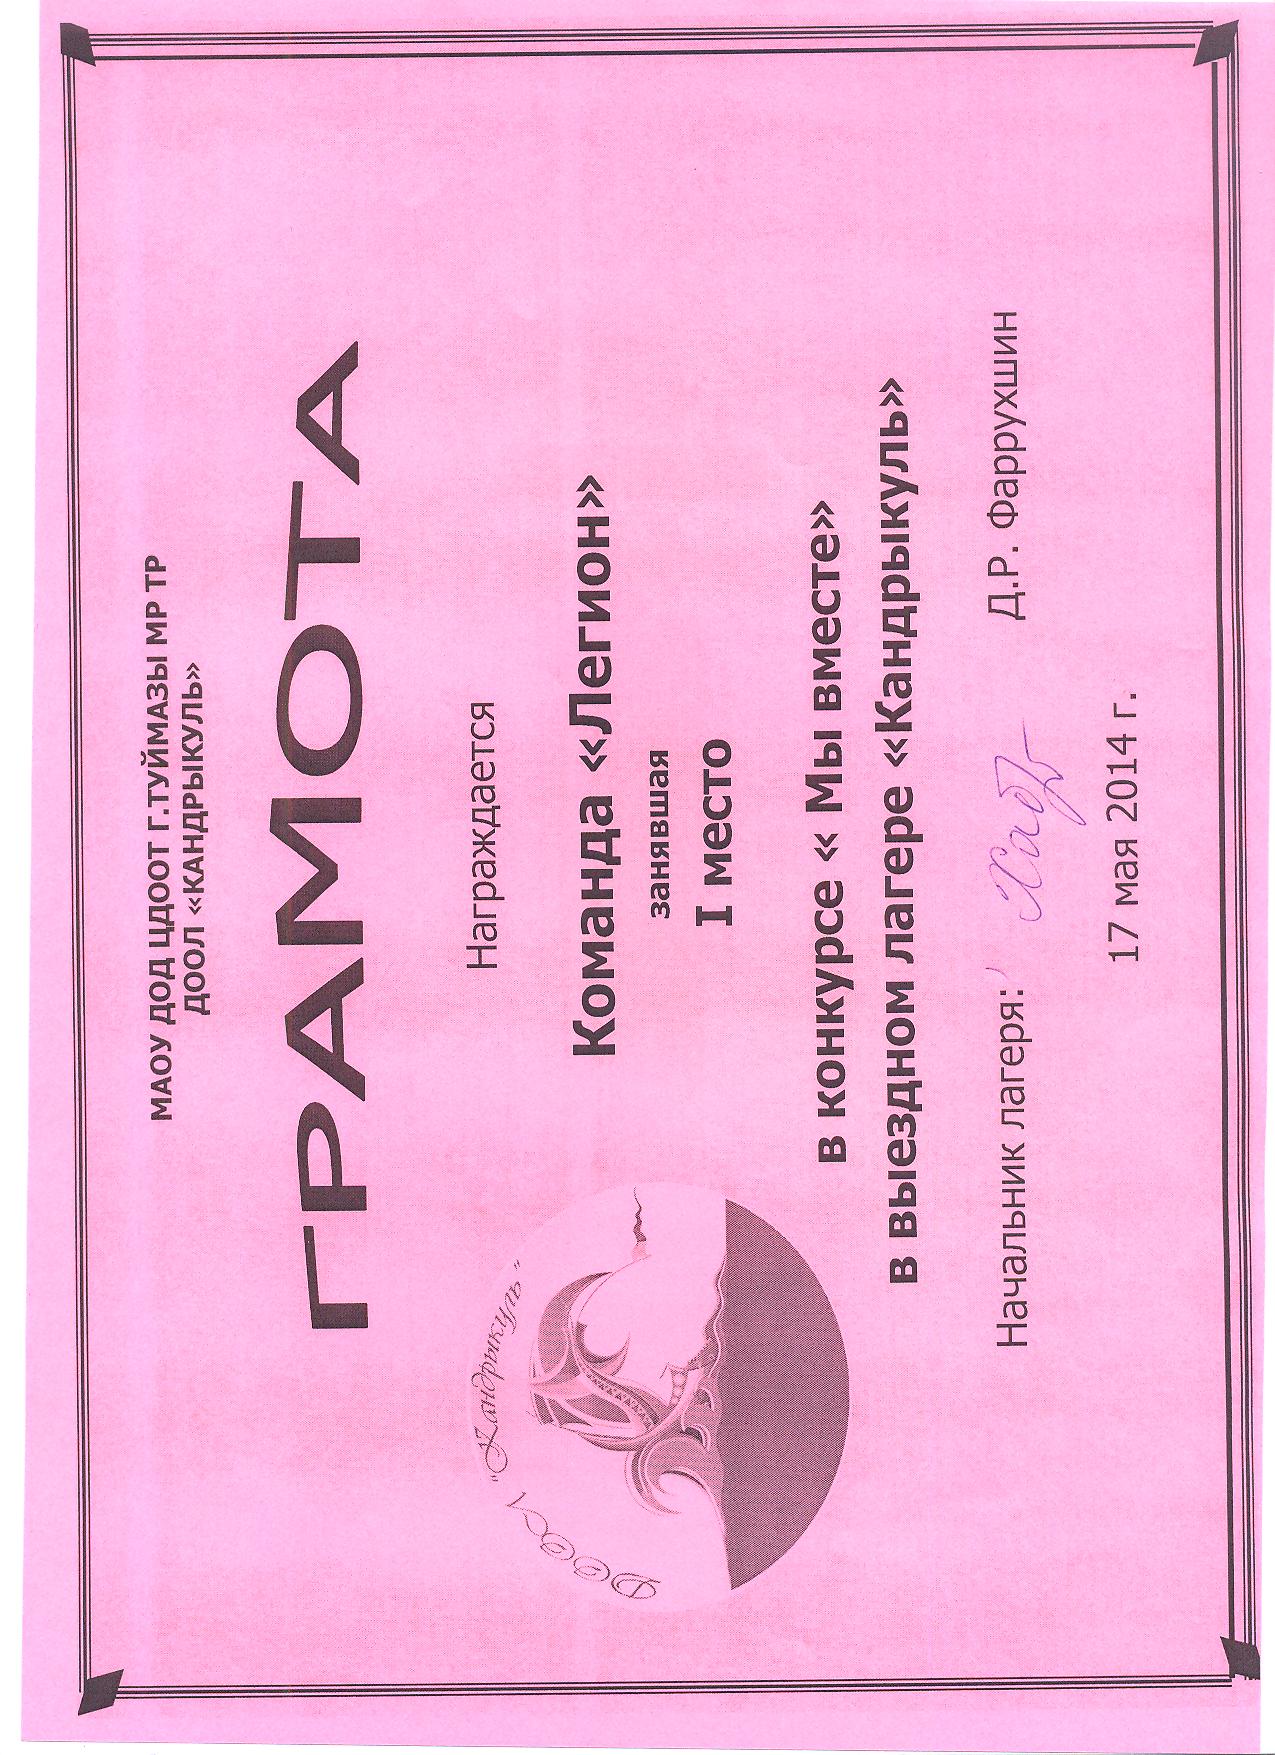 МАОУ ДОД ЦДООТ Г.ТУЙМАЗЫ МР ТР
ДООЛ «КАНДРЫКУЛЬ»
ГРАМОТА
Награждается
ДООЛ "Кандрыкуль"
Команда «Легион»
занявшая
I место
в конкурсе « Мы вместе»
в выездном лагере «Кандрыкуль»
Начальник лагеря: Д.Р. Фаррухшин
17 мая 2014 г.